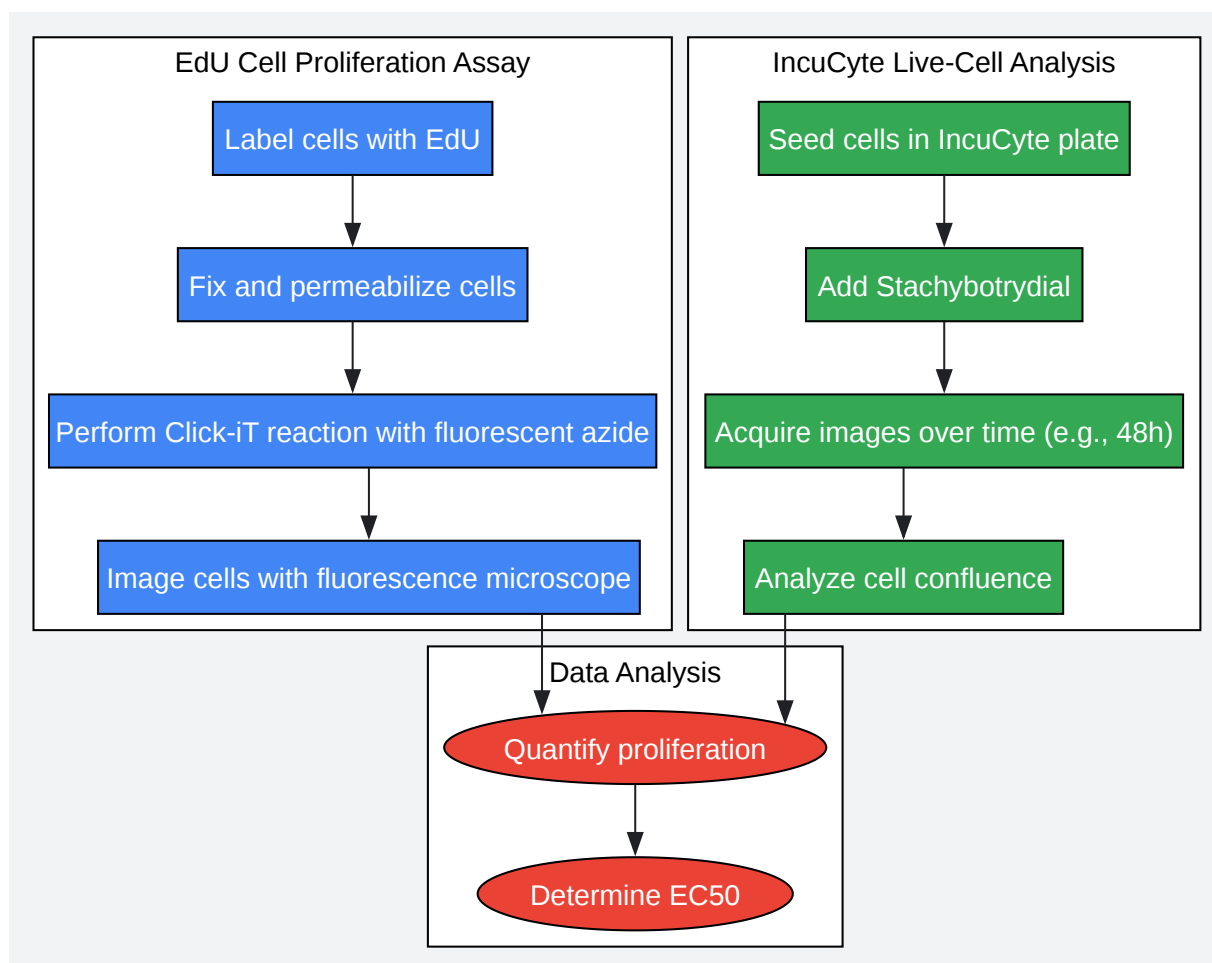 EdU Cell Proliferation Assay
Label cells with EdU
Fix and permeabilize cells
Perform Click-iT reaction with fluorescent azide
Image cells with fluorescence microscope
IncuCyte Live-Cell Analysis
Seed cells in IncuCyte plate
Add Stachybotrydial
Acquire images over time (e.g., 48h)
Analyze cell confluence
Data Analysis
Quantify proliferation
Determine EC50